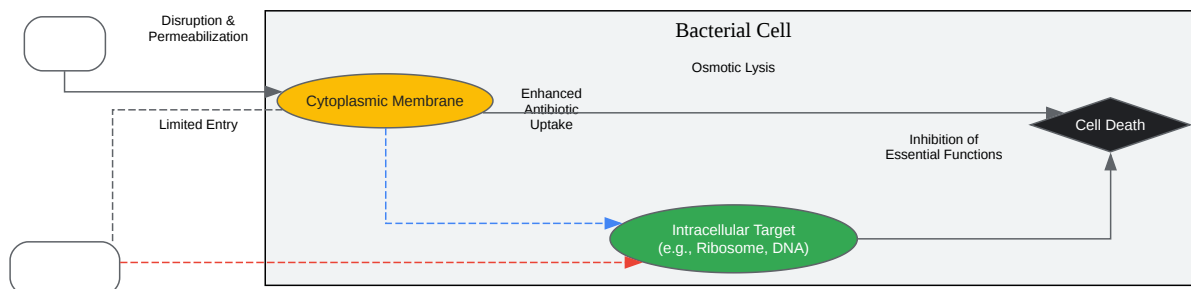 Disruption &
Permeabilization
Bacterial Cell
Osmotic Lysis
Cytoplasmic Membrane
Enhanced
Antibiotic
Uptake
Limited Entry
Cell Death
Inhibition of
Essential Functions
Intracellular Target
(e.g., Ribosome, DNA)